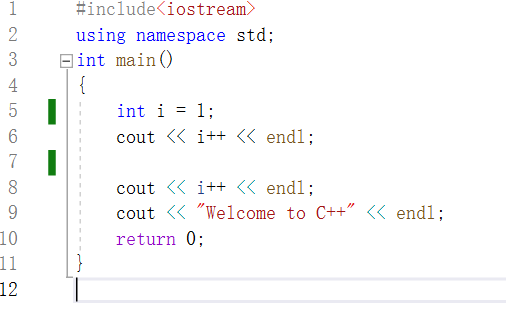 1 #include<iostream>
2 using namespace std;
3 int main()
4 {
5 int i = 1;
6 cout << i++ << endl;
7
8 cout << i++ << endl;
9 cout << "Welcome to C++" << endl;
10 return 0;
11 }
12